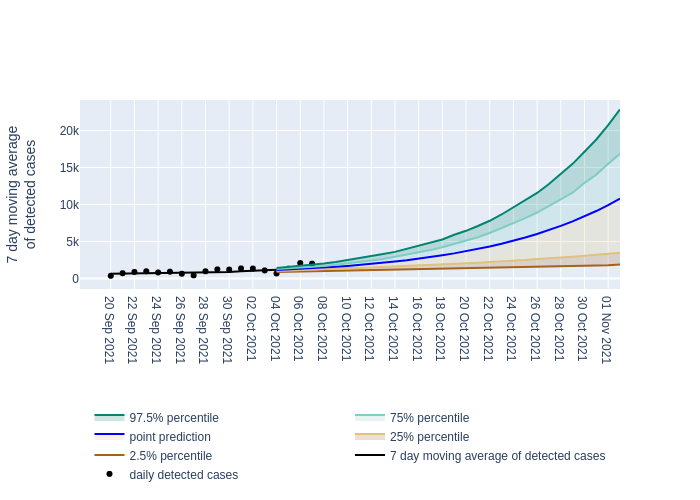 7 day moving average
of detected cases
20k
15k
10k
5k
0
20 Sep 2021
22 Sep 2021
24 Sep 2021
26 Sep 2021
28 Sep 2021
30 Sep 2021
02 Oct 2021
04 Oct 2021
06 Oct 2021
08 Oct 2021
10 Oct 2021
12 Oct 2021
14 Oct 2021
16 Oct 2021
18 Oct 2021
20 Oct 2021
22 Oct 2021
24 Oct 2021
26 Oct 2021
28 Oct 2021
30 Oct 2021
01 Nov 2021
97.5% percentile
75% percentile
point prediction
25% percentile
2.5% percentile
7 day moving average of detected cases
daily detected cases